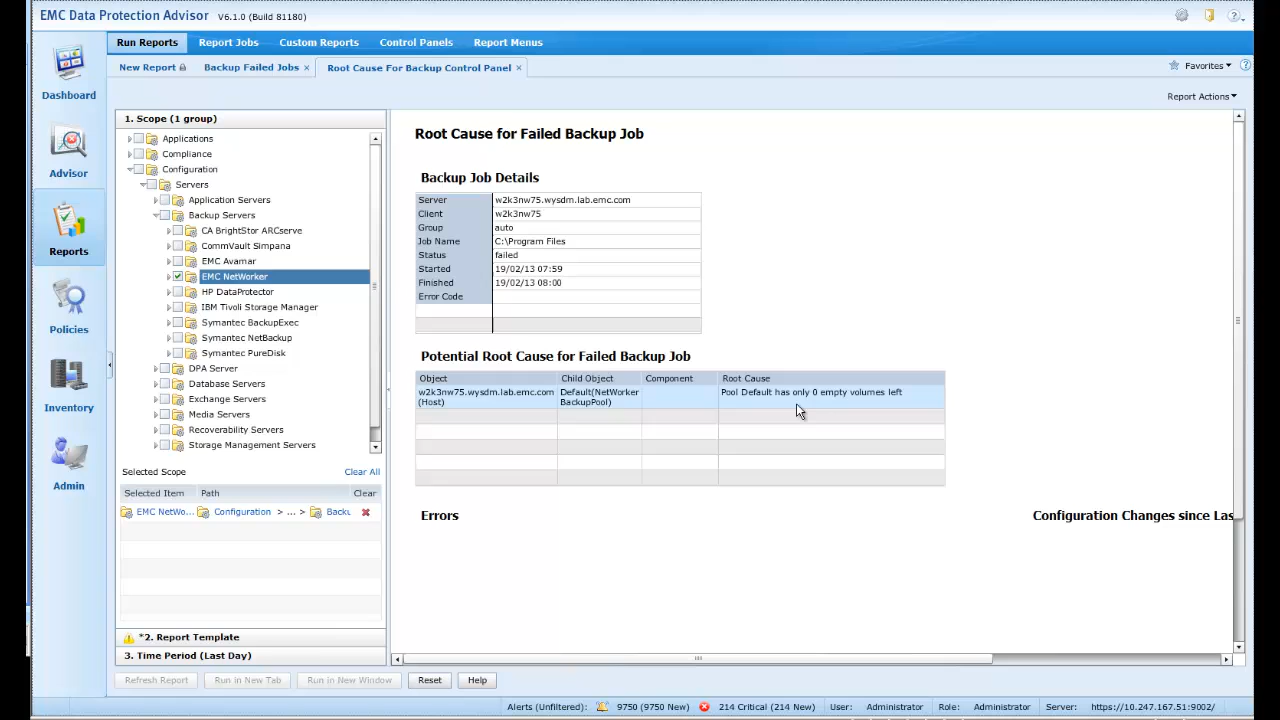 EMC Data Protection Advisor V6.1.0 (Build 81180)
Run Reports Report Jobs Custom Reports Control Panels Report Menus
New Report Backup Failed Jobs × Root Cause For Backup Control Panel ×
Favorites
Report Actions
Dashboard
Advisor
Reports
Policies
Inventory
Admin
1. Scope (1 group)
Applications
Compliance
Configuration
Servers
Application Servers
Backup Servers
CA BrightStor ARCserve
CommVault Simpana
EMC Avamar
EMC NetWorker
HP DataProtector
IBM Tivoli Storage Manager
Symantec BackupExec
Symantec NetBackup
Symantec PureDisk
DPA Server
Database Servers
Exchange Servers
Media Servers
Recoverability Servers
Storage Management Servers
Selected Scope Clear All
Selected Item Path Clear
EMC NetWo... Configuration > ... > Backu
*2. Report Template
3. Time Period (Last Day)
Root Cause for Failed Backup Job
Backup Job Details
Server w2k3nw75.wysdm.lab.emc.com
Client w2k3nw75
Group auto
Job Name C:\Program Files
Status failed
Started 19/02/13 07:59
Finished 19/02/13 08:00
Error Code
Potential Root Cause for Failed Backup Job
Object Child Object Component Root Cause
w2k3nw75.wysdm.lab.emc.com Default(NetWorker Pool Default has only 0 empty volumes left
(Host) BackupPool)
Errors Configuration Changes since Las
Refresh Report Run in New Tab Run in New Window Reset Help
Alerts (Unfiltered): 9750 (9750 New) 214 Critical (214 New) User: Administrator Role: Administrator Server: https://10.247.167.51:9002/